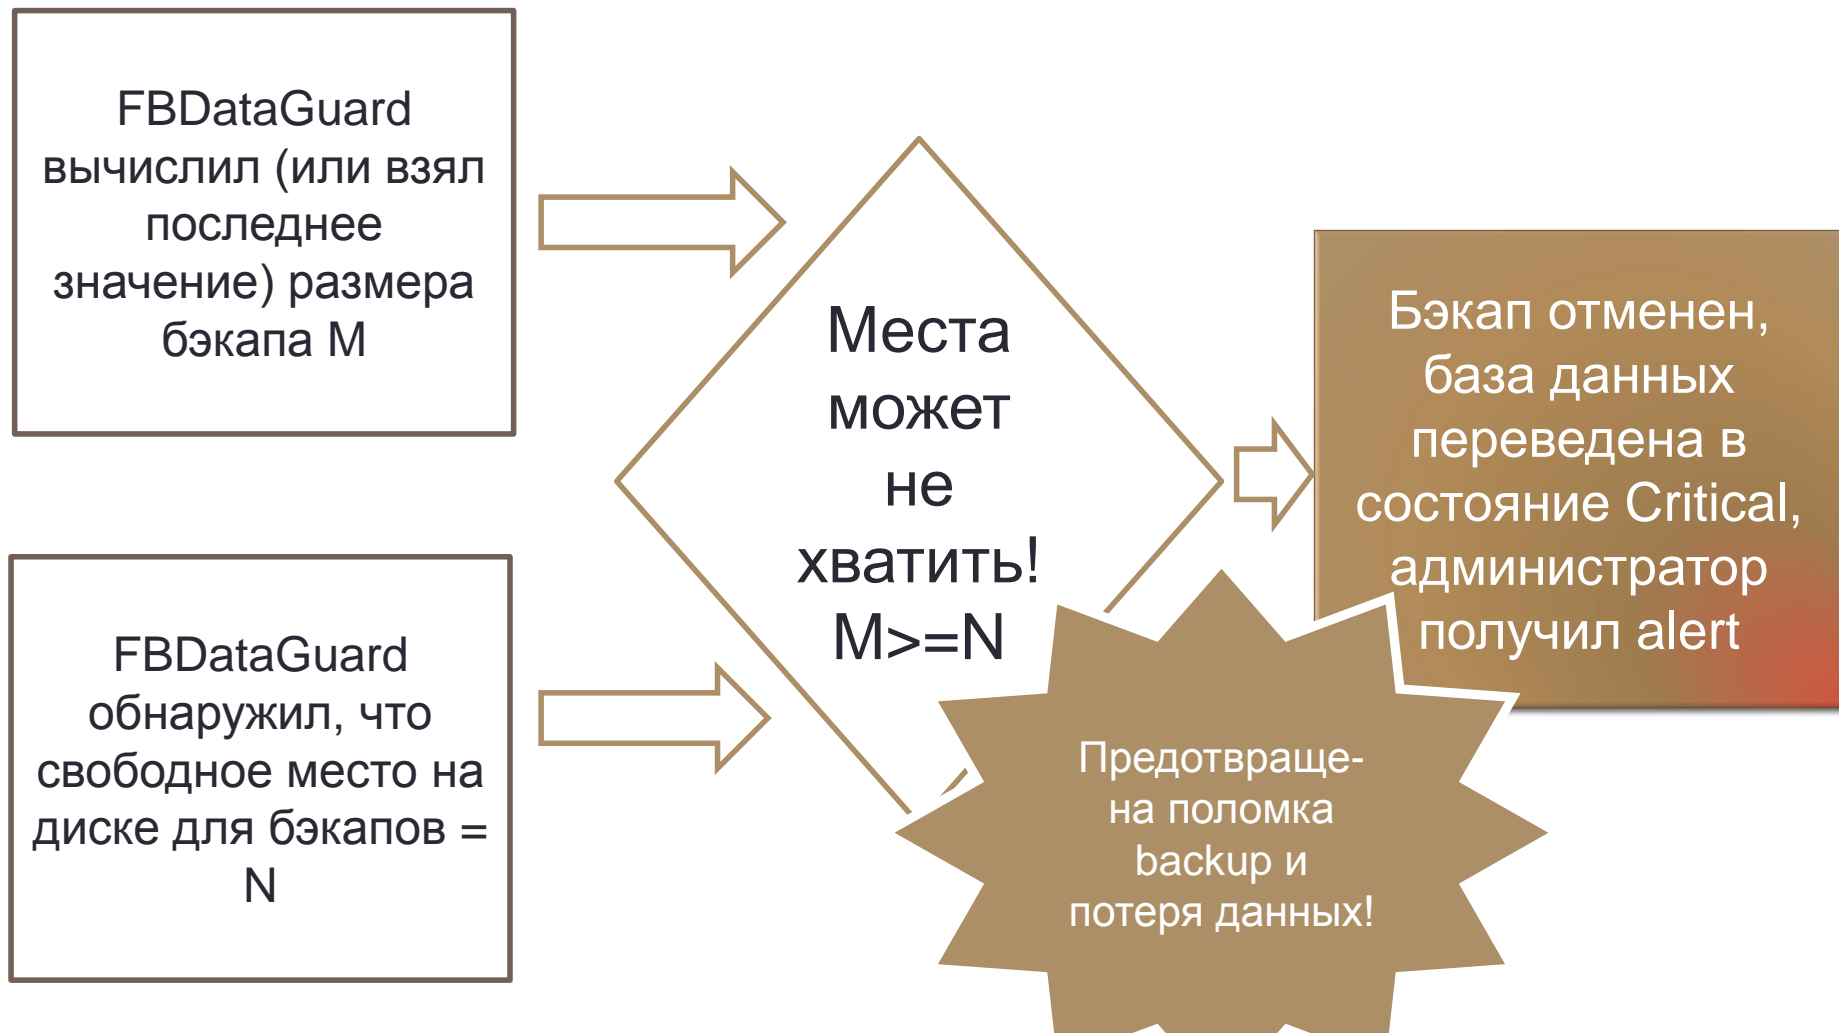 FBDataGuard
вычислил (или взял
последнее
значение) размера
бэкапа M
FBDataGuard
обнаружил, что
свободное место на
диске для бэкапов =
N
Места
может
не
хватить!
M>=N
Бэкап отменен,
база данных
переведена в
состояние Critical,
администратор
получил alert
Предотвраще-
на поломка
backup и
потеря данных!